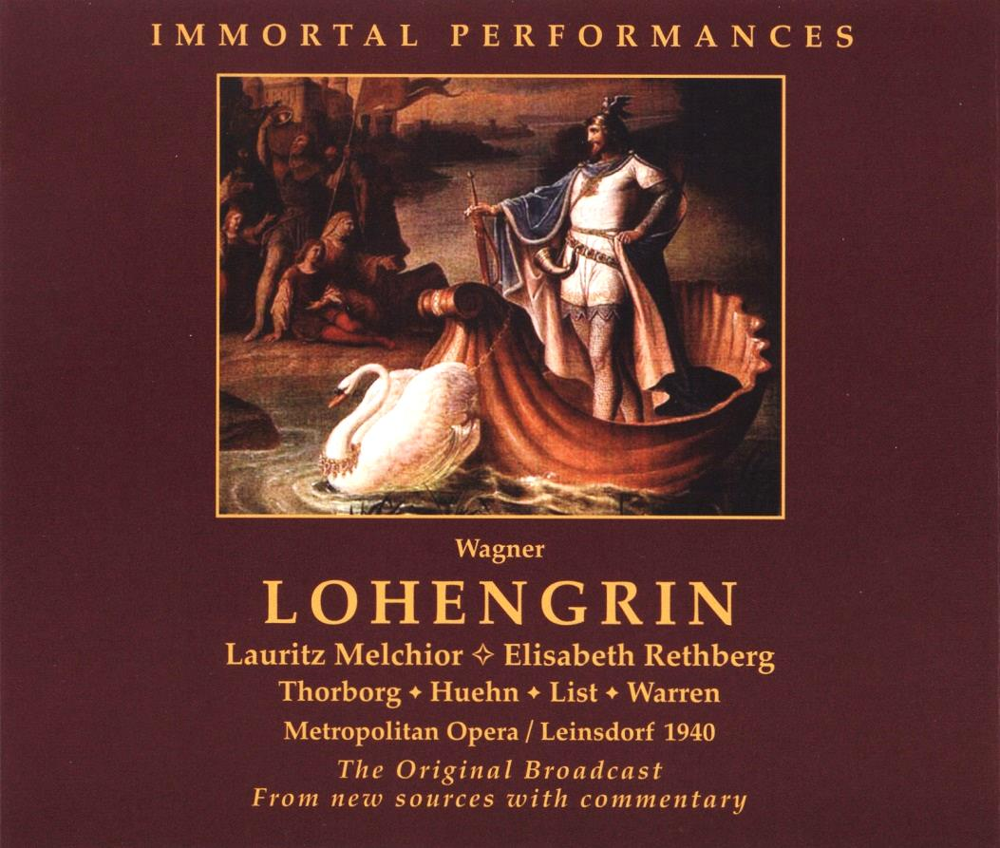 IMMORTAL PERFORMANCES
Wagner
LOHENGRIN
Lauritz Melchior ✧ Elisabeth Rethberg
Thorborg ✦ Huehn ✦ List ✦ Warren
Metropolitan Opera / Leinsdorf 1940
The Original Broadcast
From new sources with commentary